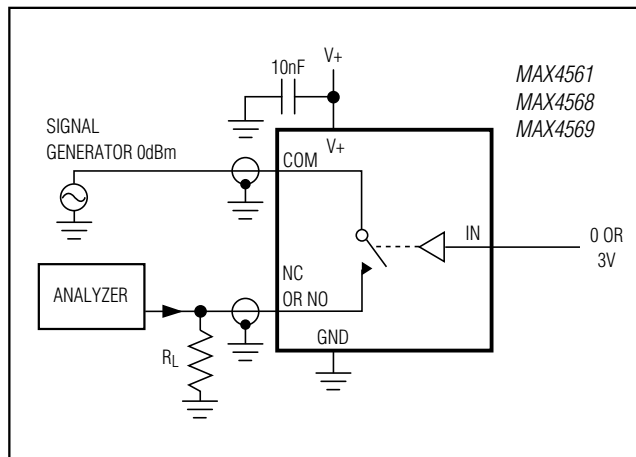 10nF
V+
MAX4561
MAX4568
MAX4569
SIGNAL
GENERATOR 0dBm
V+
COM
IN
0 OR
3V
ANALYZER
NC
OR NO
RL
GND